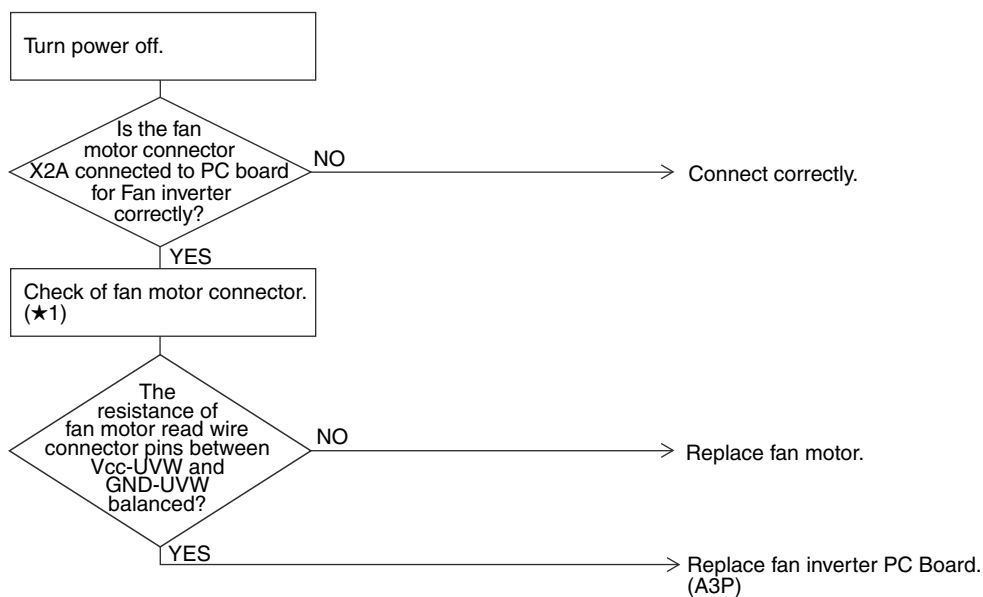 Turn power off.
Is the fan
motor connector
X2A connected to PC board
for Fan inverter
correctly?
NO
Connect correctly.
YES
Check of fan motor connector.
(★1)
The
resistance of
fan motor read wire
connector pins between
Vcc-UVW and
GND-UVW
balanced?
NO
Replace fan motor.
YES
Replace fan inverter PC Board.
(A3P)